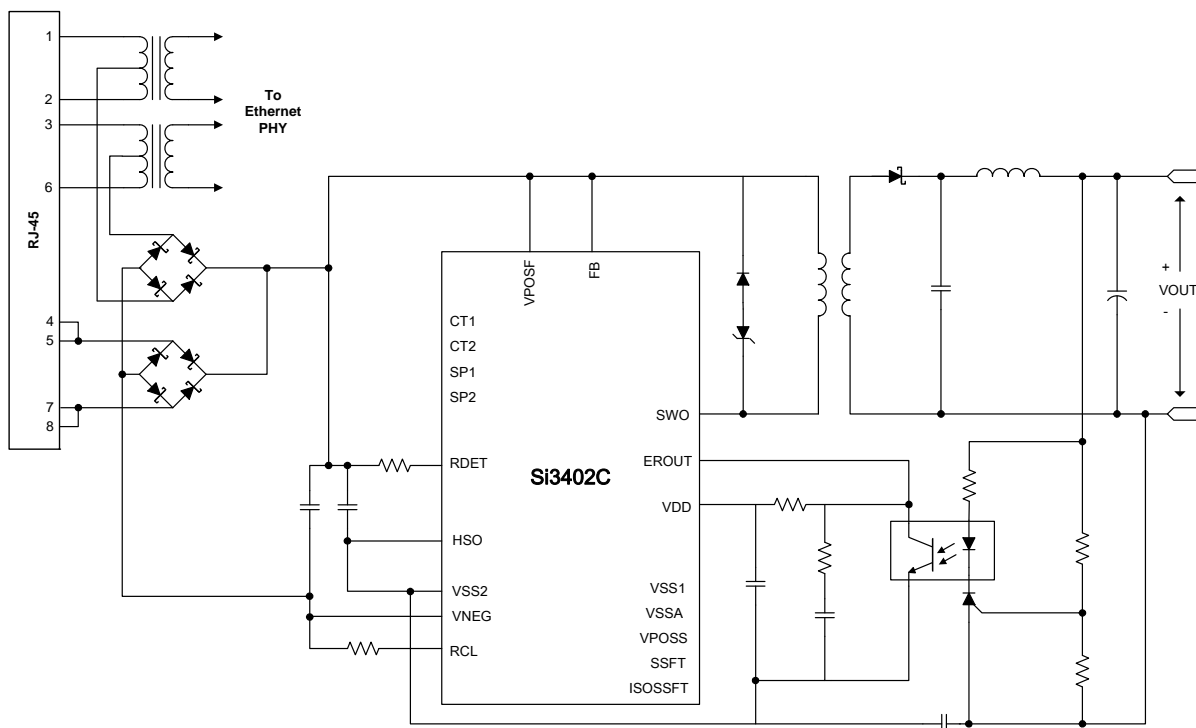 1
2
3
6
RJ-45
4
5
7
8
To
Ethernet
PHY
VPOSF
FB
CT1
CT2
SP1
SP2
RDET
HSO
VSS2
VNEG
RCL
Si3402C
SWO
EROUT
VDD
VSS1
VSSA
VPOSS
SSFT
ISOSSFT
+
VOUT
-